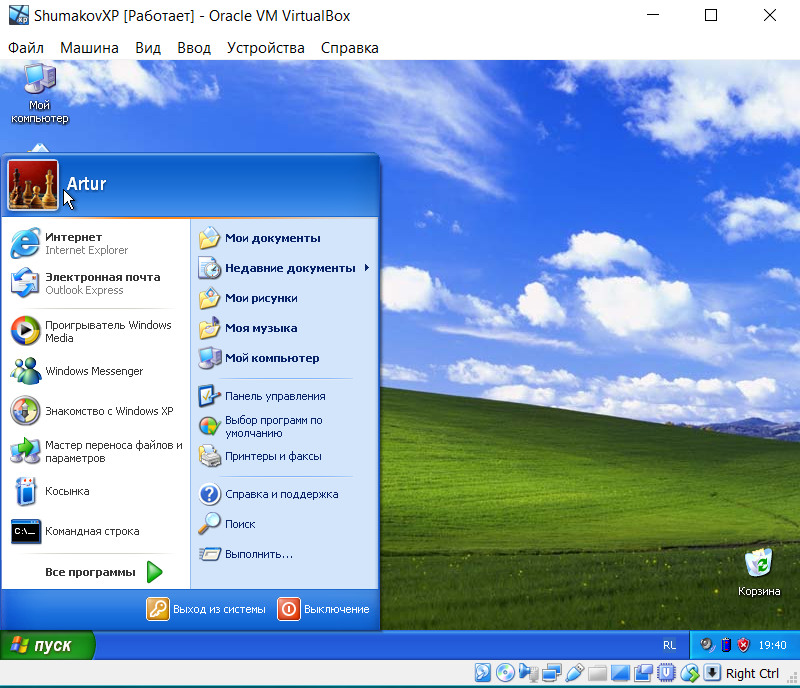 ShumakovXP [Работает] - Oracle VM VirtualBox
Файл Машина Вид Ввод Устройства Справка
Мой
компьютер
Artur
Интернет
Internet Explorer
Электронная почта
Outlook Express
Проигрыватель Windows
Media
Windows Messenger
Знакомство с Windows XP
Мастер переноса файлов и
параметров
Косынка
C:\_
Командная строка
Все программы
Мои документы
Недавние документы
Мои рисунки
Моя музыка
Мой компьютер
Панель управления
Выбор программ по
умолчанию
Принтеры и факсы
Справка и поддержка
Поиск
Выполнить...
Выход из системы
Выключение
Корзина
пуск
RL
19:40
Right Ctrl